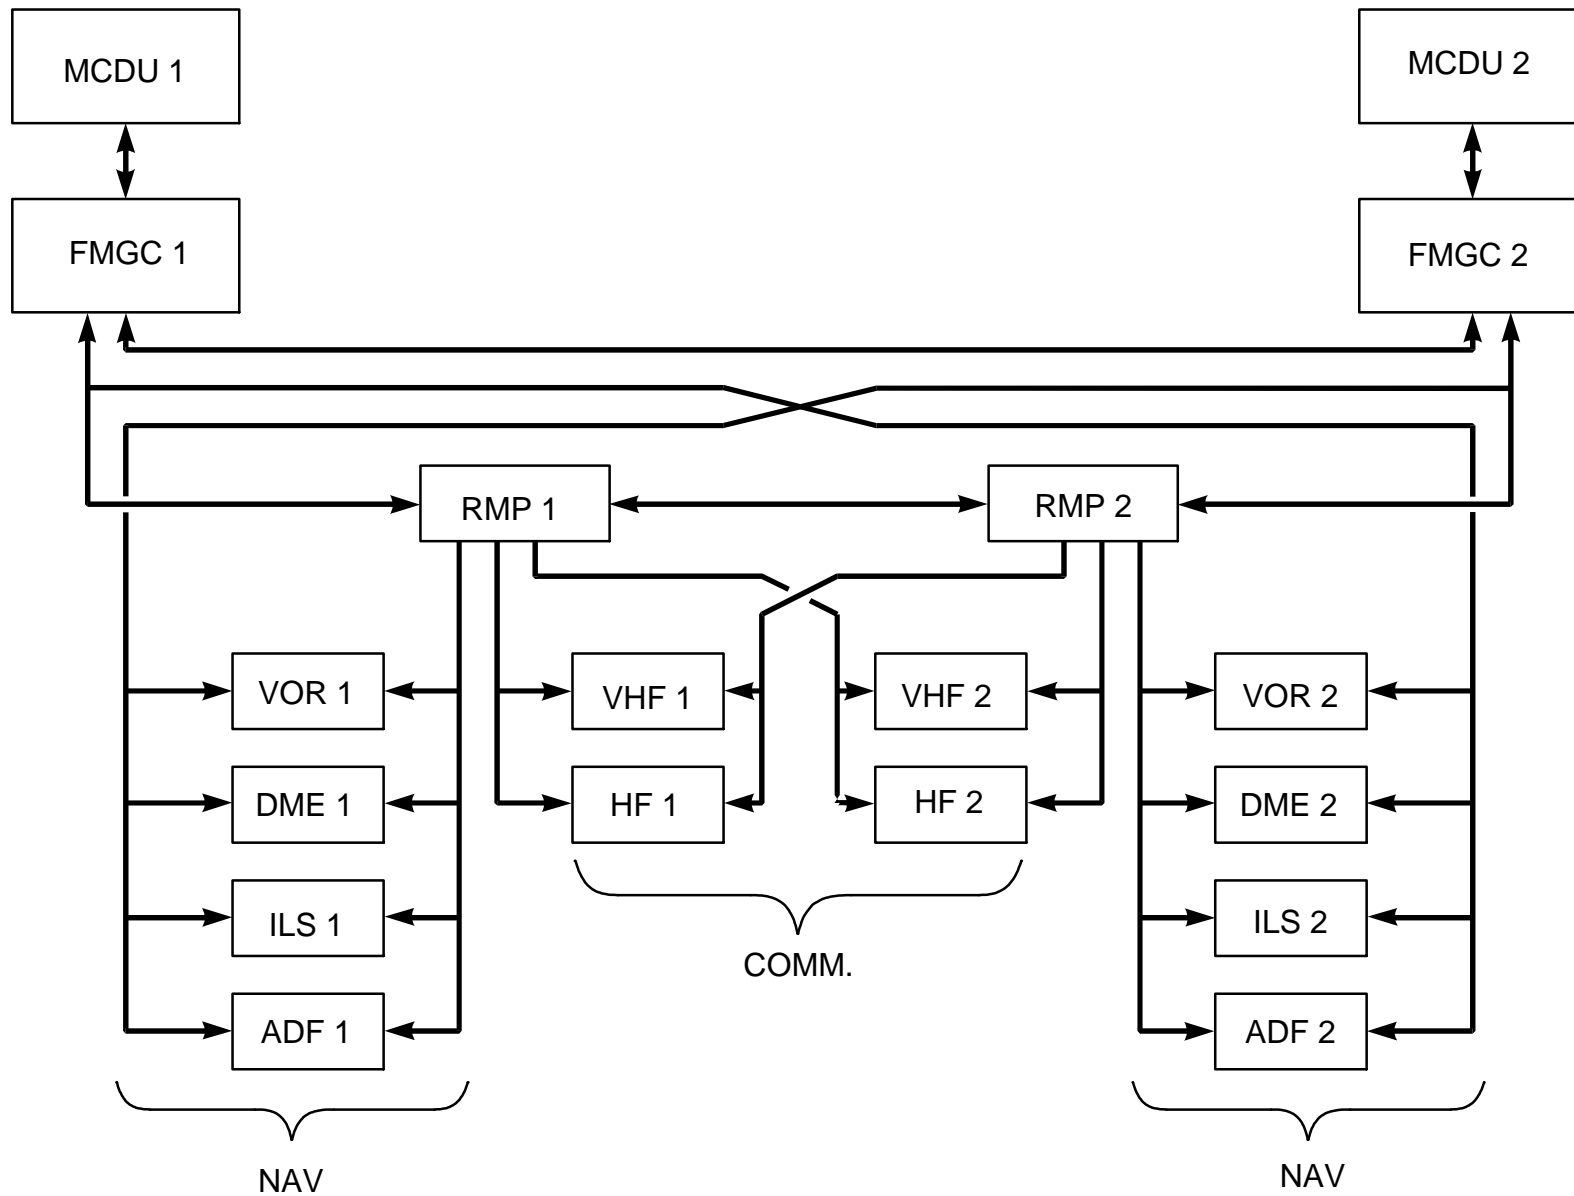 MCDU 1
MCDU 2
FMGC 1
FMGC 2
RMP 1
RMP 2
VOR 1
VHF 1
VHF 2
VOR 2
DME 1
HF 1
HF 2
DME 2
ILS 1
ILS 2
COMM.
ADF 1
ADF 2
NAV
NAV